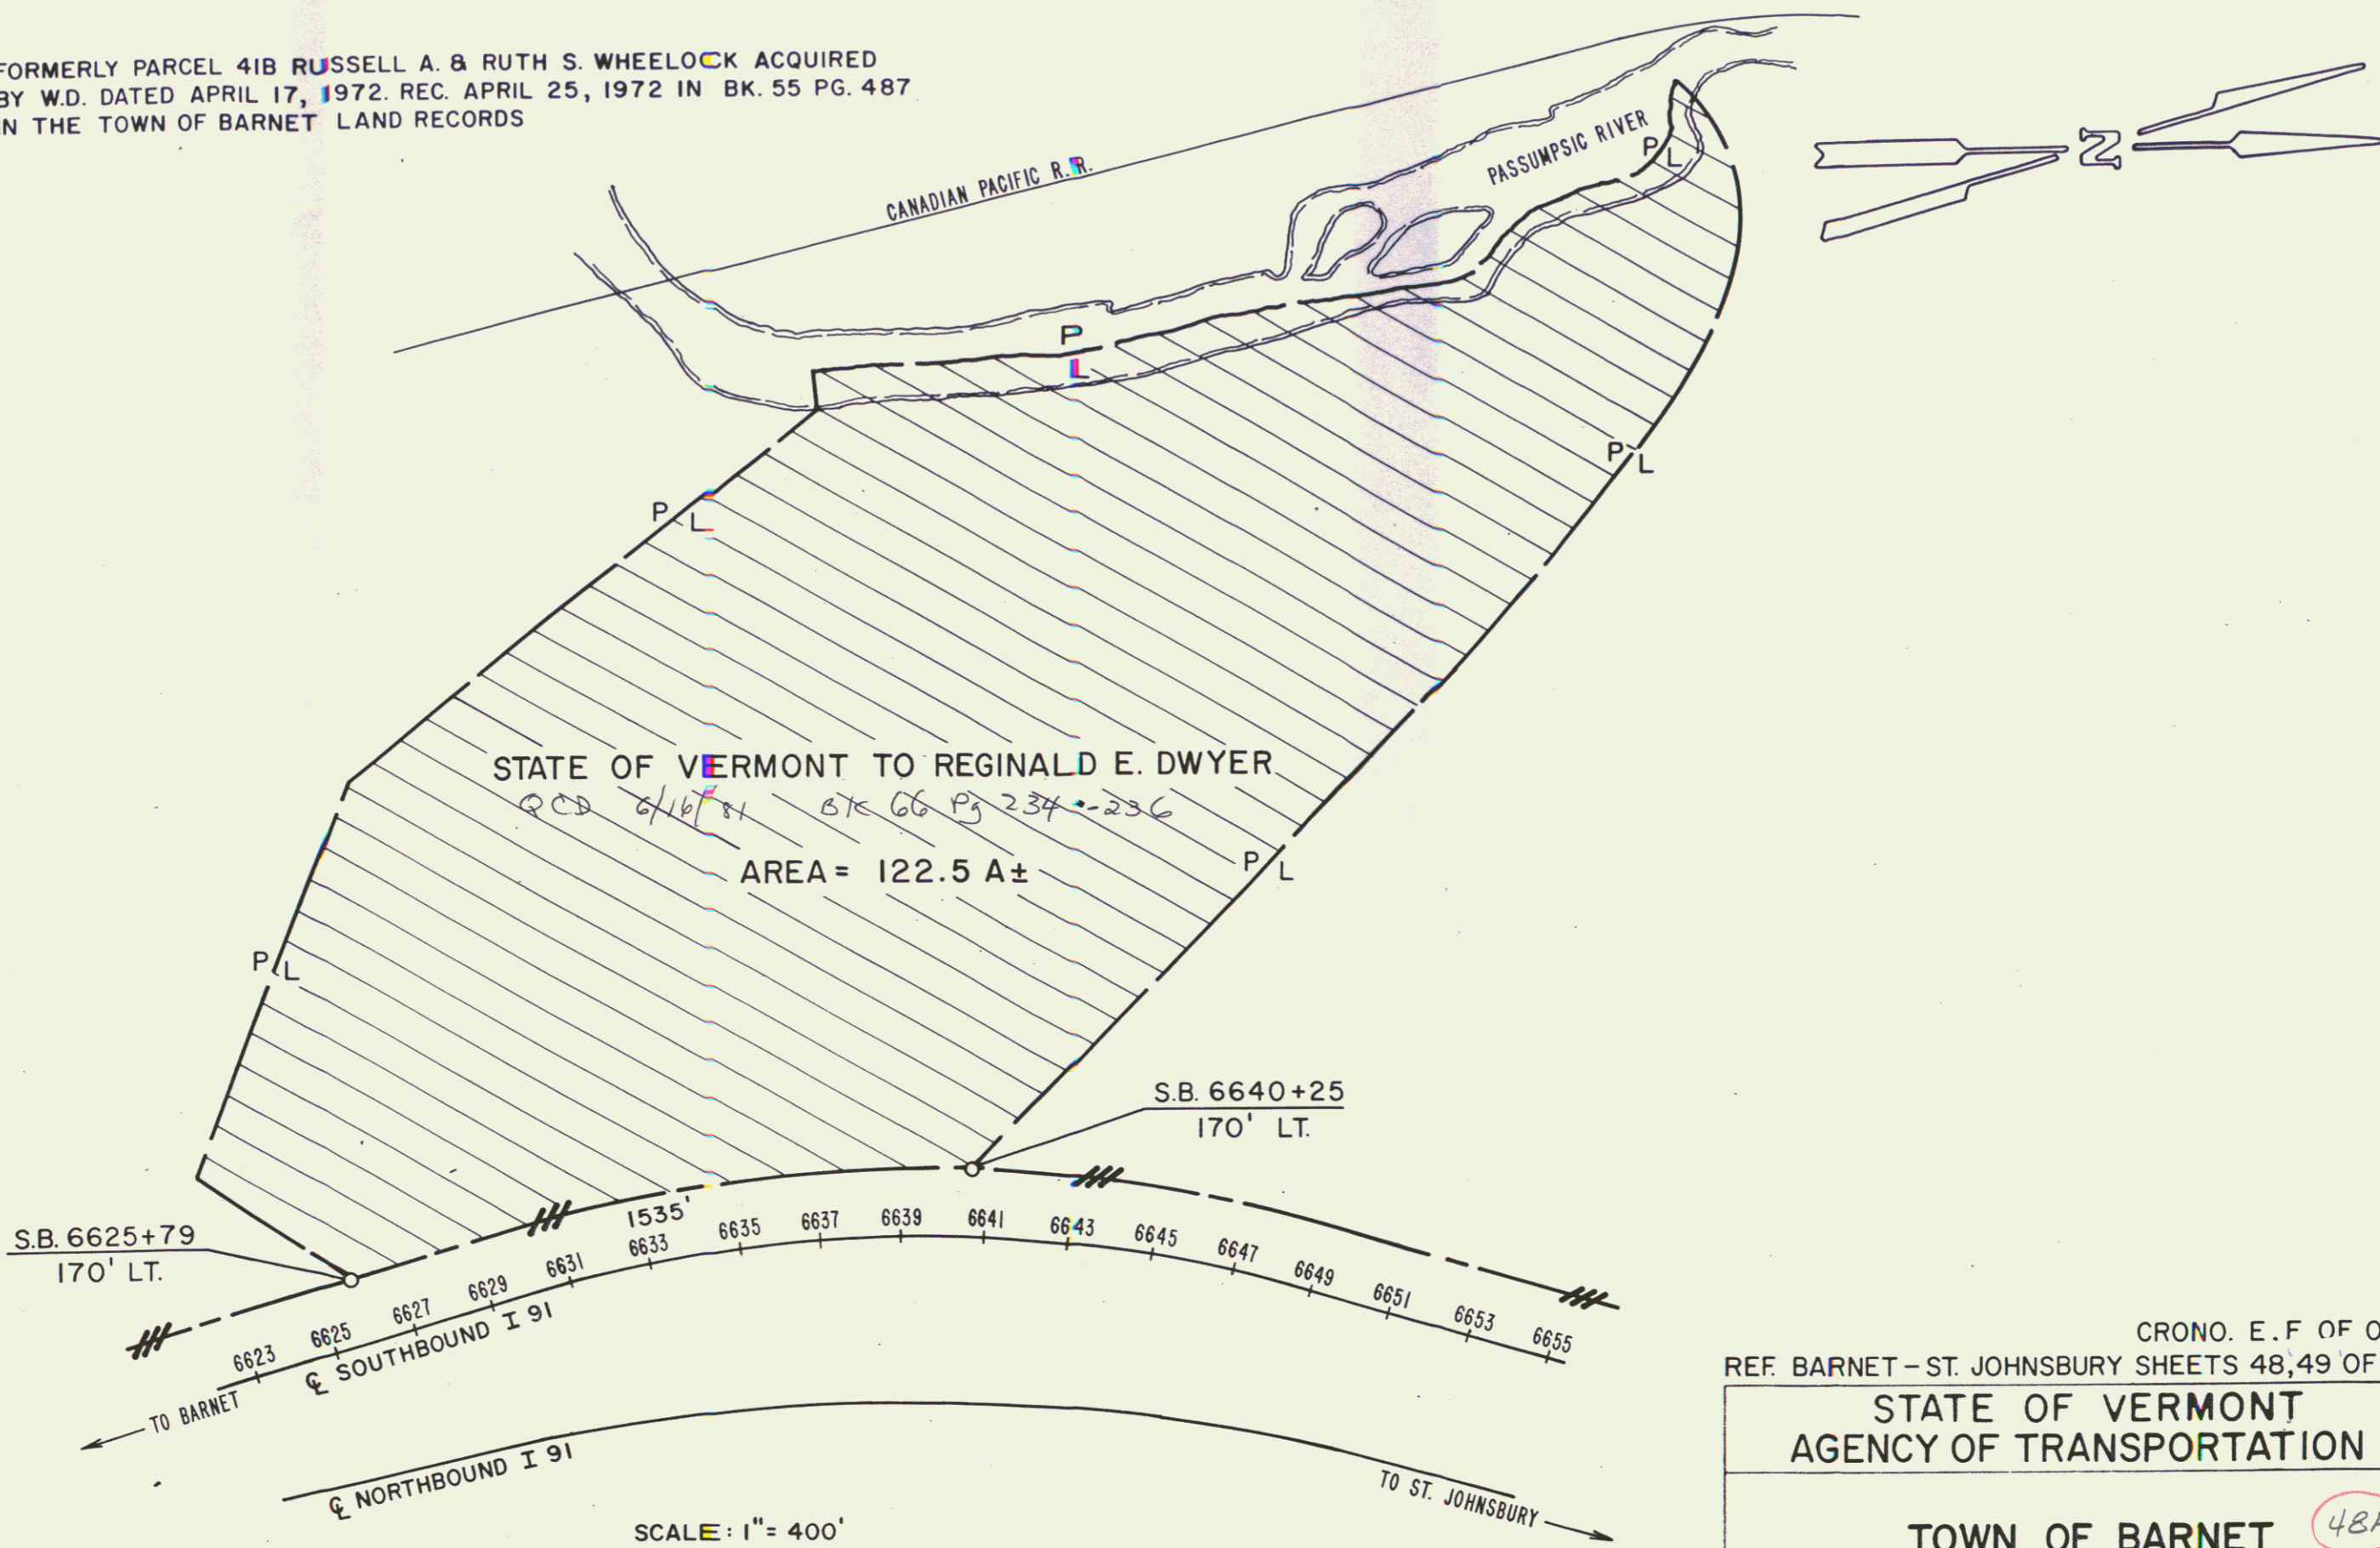 FORMERLY PARCEL 41B RUSSELL A. & RUTH S. WHEELOCK ACQUIRED
BY W.D. DATED APRIL 17, 1972. REC. APRIL 25, 1972 IN BK. 55 PG. 487
IN THE TOWN OF BARNET LAND RECORDS
CANADIAN PACIFIC R.R.
PASSUMPSIC RIVER
N
P L
P L
P L
P L
STATE OF VERMONT TO REGINALD E. DWYER
QCD 6/16/81 BK 66 Pg 234 - 236
AREA = 122.5 A±
P L
P L
S.B. 6640+25
170' LT.
S.B. 6625+79
170' LT.
1535'
6623 6625 6627 6629 6631 6633 6635 6637 6639 6641 6643 6645 6647 6649 6651 6653 6655
℄ SOUTHBOUND I 91
TO BARNET
℄ NORTHBOUND I 91
TO ST. JOHNSBURY
SCALE: 1"= 400'
CRONO. E.F OF
REF. BARNET - ST. JOHNSBURY SHEETS 48,49 OF
STATE OF VERMONT
AGENCY OF TRANSPORTATION
TOWN OF BARNET